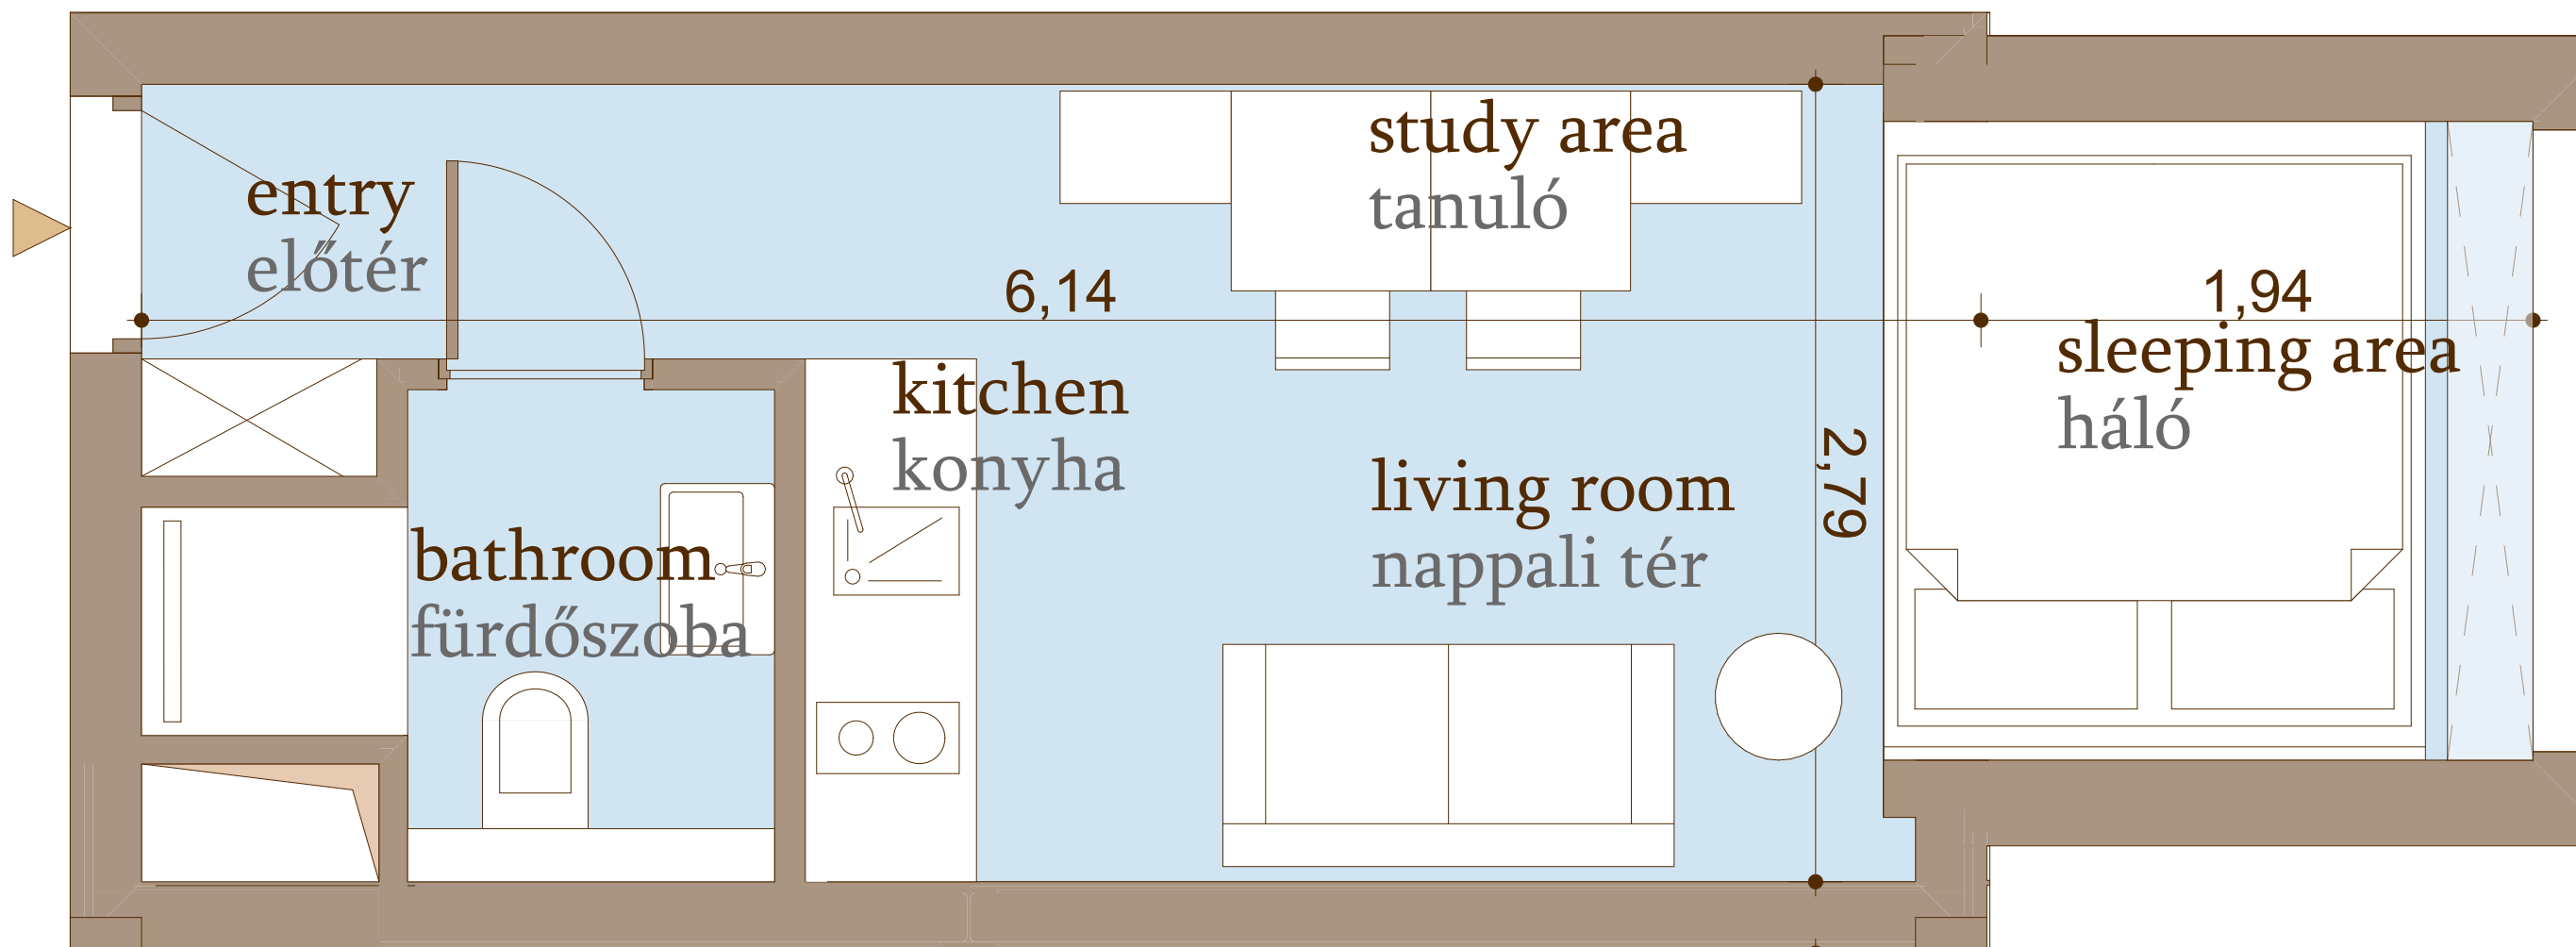 entry
előtér
study area
tanuló
6,14
1,94
sleeping area
háló
kitchen
konyha
2,79
living room
nappali tér
bathroom
fürdőszoba